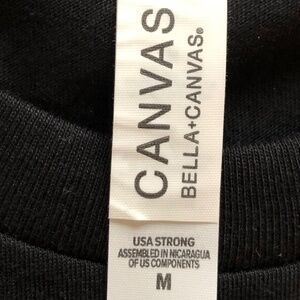 CANVAS
BELLA+CANVAS®
USA STRONG
ASSEMBLED IN NICARAGUA
OF US COMPONENTS
M